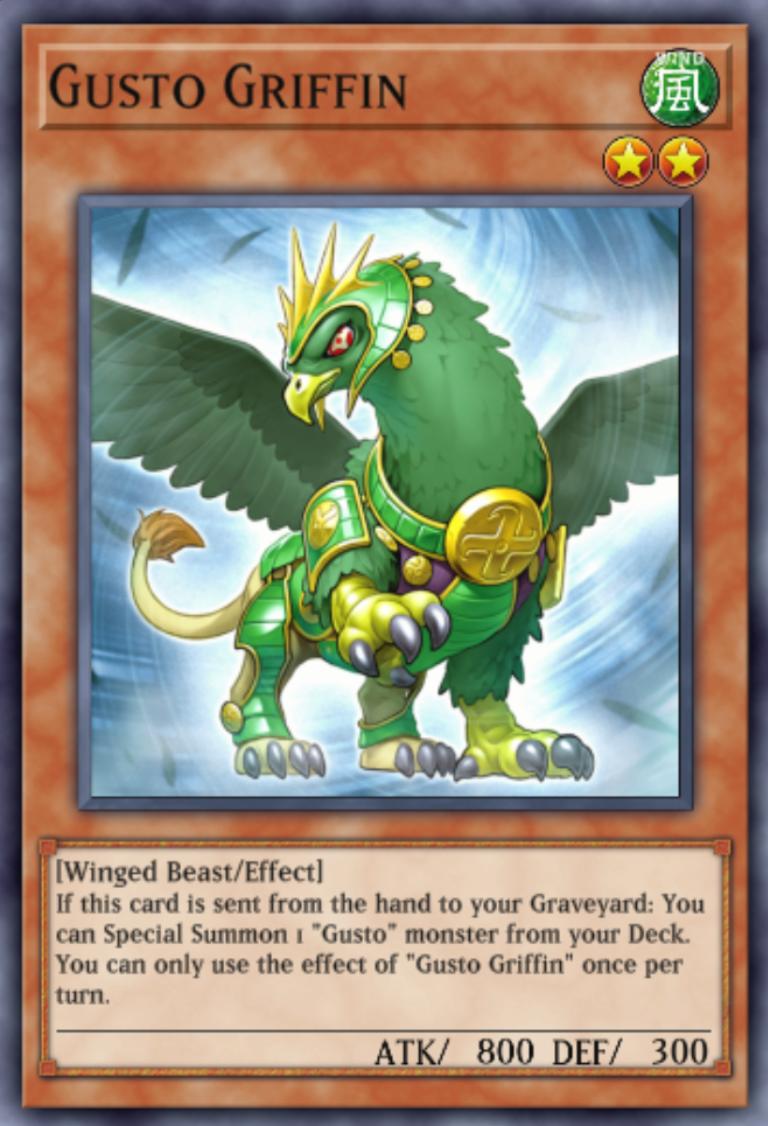 Gusto Griffin
WIND
風
[Winged Beast/Effect]
If this card is sent from the hand to your Graveyard: You
can Special Summon 1 "Gusto" monster from your Deck.
You can only use the effect of "Gusto Griffin" once per
turn.
ATK/ 800 DEF/ 300